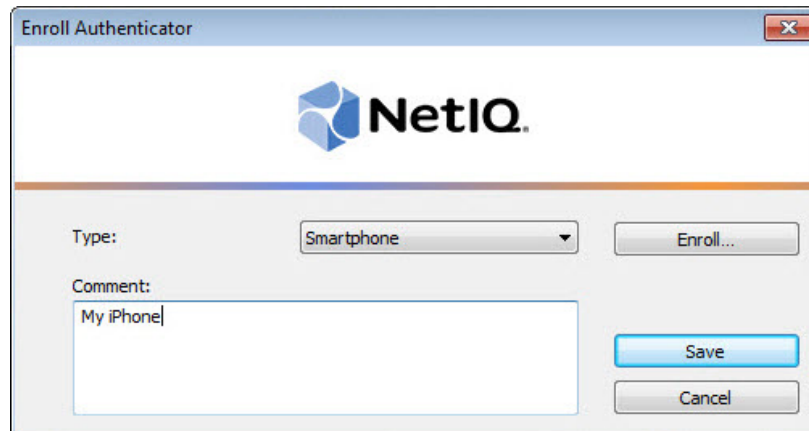 Enroll Authenticator
NetIQ.
Type:
Smartphone
Enroll...
Comment:
My iPhone
Save
Cancel